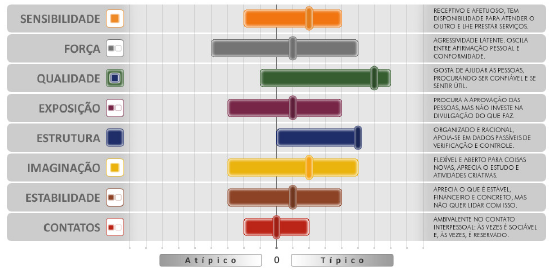 SENSIBILIDADE
RECEPTIVO E AFETUOSO, TEM
DISPONIBILIDADE PARA ATENDER O
OUTRO E LHE PRESTAR SERVIÇOS.
FORÇA
AGRESSIVIDADE LATENTE. OSCILA
ENTRE AFIRMAÇÃO PESSOAL E
CONFORMIDADE.
QUALIDADE
GOSTA DE AJUDAR AS PESSOAS,
PROCURANDO SER CONFIÁVEL E SE
SENTIR ÚTIL.
EXPOSIÇÃO
PROCURA A APROVAÇÃO DAS
PESSOAS, MAS NÃO INVESTE NA
DIVULGAÇÃO DO QUE FAZ.
ESTRUTURA
ORGANIZADO E RACIONAL,
APOIA-SE EM DADOS PASSÍVEIS DE
VERIFICAÇÃO E CONTROLE.
IMAGINAÇÃO
FLEXÍVEL E ABERTO PARA COISAS
NOVAS, APRECIA O ESTUDO E
ATIVIDADES CRIATIVAS.
ESTABILIDADE
APRECIA O QUE É ESTÁVEL,
FINANCEIRO E CONCRETO, MAS
NÃO QUER LIDAR COM ISSO.
CONTATOS
AMBIVALENTE NO CONTATO
INTERPESSOAL: ÀS VEZES É SOCIÁVEL
E, ÀS VEZES, É RESERVADO.
Atípico 0 Típico